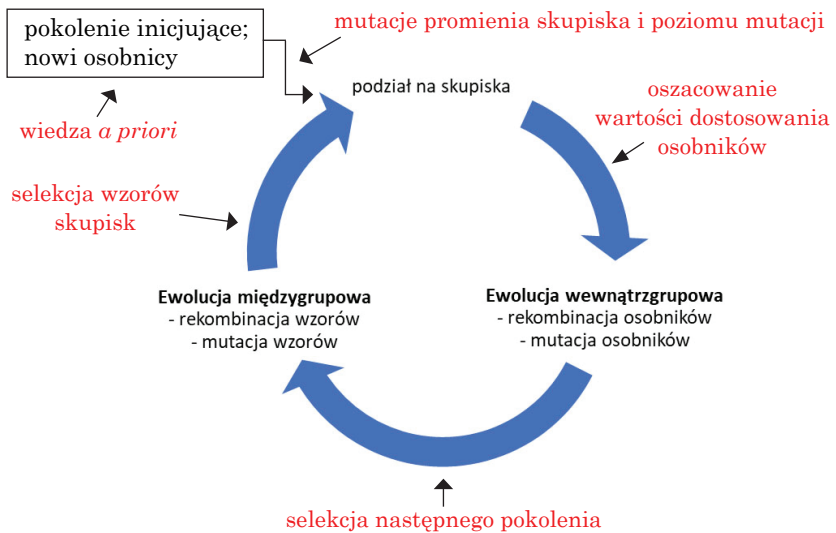 pokolenie inicjujące;
nowi osobnicy
mutacje promienia skupiska i poziomu mutacji
podział na skupiska
oszacowanie
wartości dostosowania
osobników
wiedza a priori
selekcja wzorów
skupisk
Ewolucja międzygrupowa
- rekombinacja wzorów
- mutacja wzorów
Ewolucja wewnątrzgrupowa
- rekombinacja osobników
- mutacja osobników
selekcja następnego pokolenia